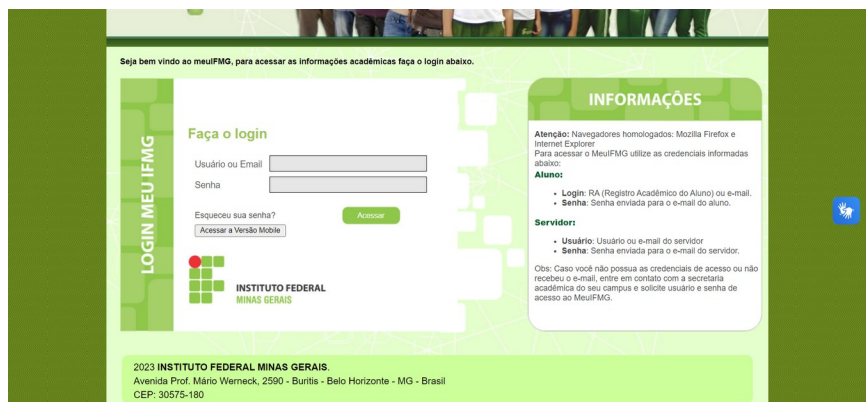 Seja bem vindo ao meuIFMG, para acessar as informações acadêmicas faça o login abaixo.
LOGIN MEU IFMG
Faça o login
Usuário ou Email
Senha
Esqueceu sua senha?
Acessar
Acessar a Versão Mobile
INSTITUTO FEDERAL
MINAS GERAIS
INFORMAÇÕES
Atenção: Navegadores homologados: Mozilla Firefox e
Internet Explorer
Para acessar o MeuIFMG utilize as credenciais informadas
abaixo:
Aluno:
• Login: RA (Registro Acadêmico do Aluno) ou e-mail.
• Senha: Senha enviada para o e-mail do aluno.
Servidor:
• Usuário: Usuário ou e-mail do servidor
• Senha: Senha enviada para o e-mail do servidor.
Obs: Caso você não possua as credenciais de acesso ou não
recebeu o e-mail, entre em contato com a secretaria
acadêmica do seu campus e solicite usuário e senha de
acesso ao MeuIFMG.
2023 INSTITUTO FEDERAL MINAS GERAIS.
Avenida Prof. Mário Werneck, 2590 - Buritis - Belo Horizonte - MG - Brasil
CEP: 30575-180